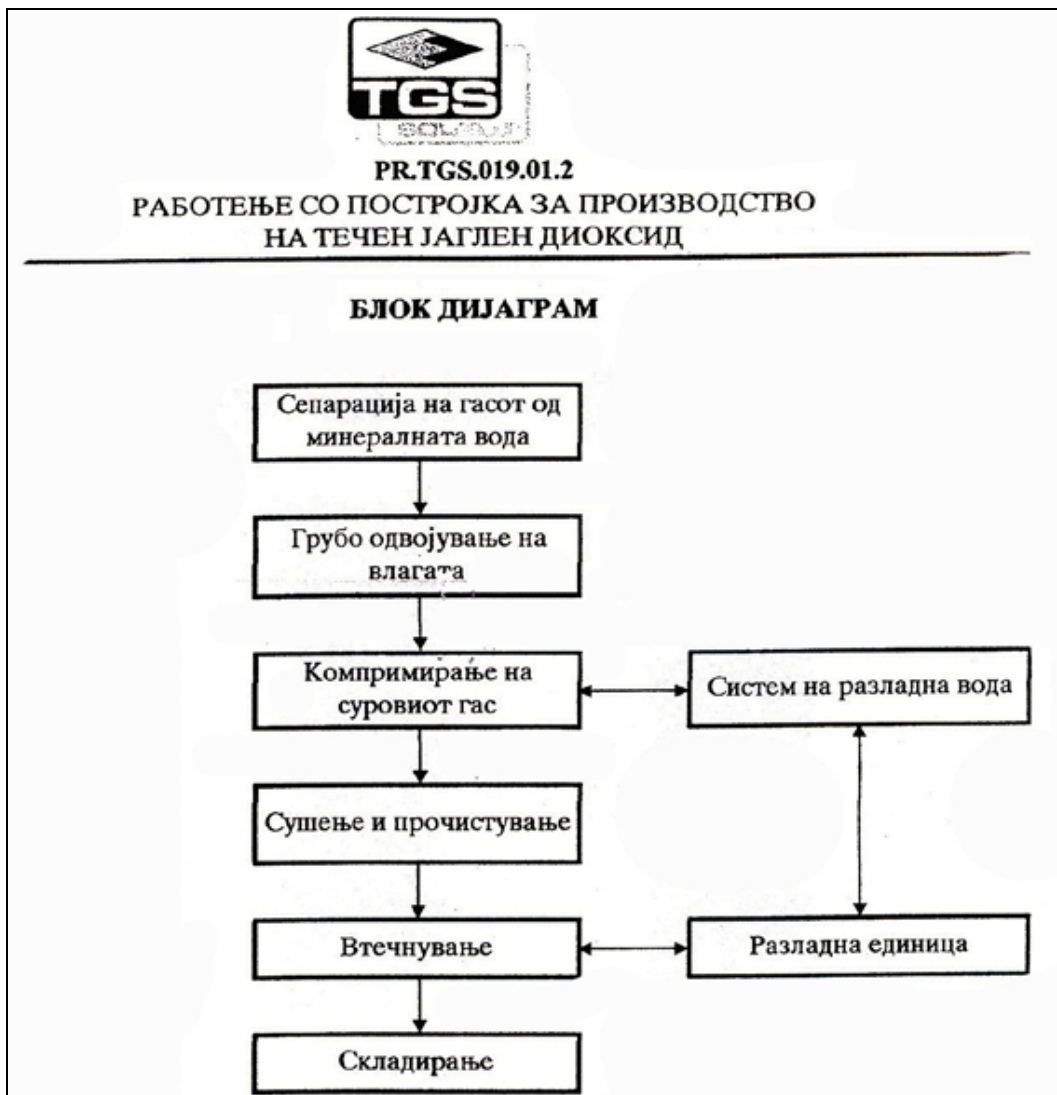 TGS
PR.TGS.019.01.2
РАБОТЕЊЕ СО ПОСТРОЈКА ЗА ПРОИЗВОДСТВО
НА ТЕЧЕН ЈАГЛЕН ДИОКСИД
БЛОК ДИЈАГРАМ
Сепарација на гасот од
минералната вода
Грубо одвојување на
влагата
Компримирање на
суровиот гас
Систем на разладна вода
Сушење и прочистување
Втечнување
Разладна единица
Складирање